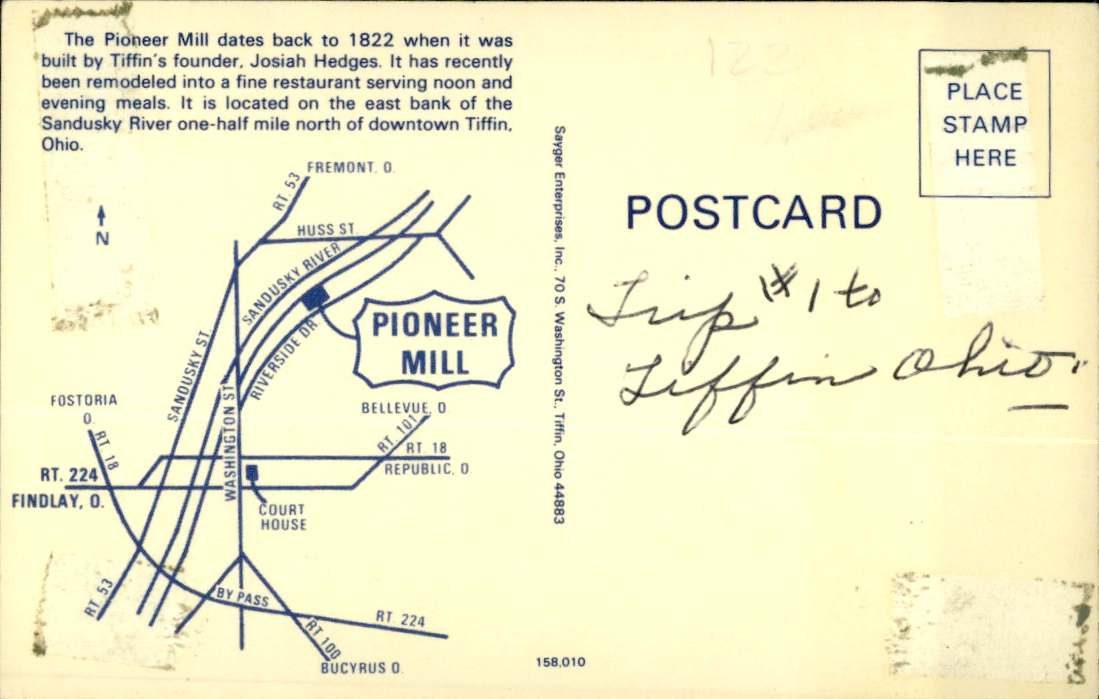 The Pioneer Mill dates back to 1822 when it was
built by Tiffin's founder, Josiah Hedges. It has recently
been remodeled into a fine restaurant serving noon and
evening meals. It is located on the east bank of the
Sandusky River one-half mile north of downtown Tiffin,
Ohio.
N
FREMONT, O.
RT. 53
HUSS ST.
SANDUSKY RIVER
RIVERSIDE DR.
PIONEER
MILL
SANDUSKY ST.
WASHINGTON ST.
FOSTORIA
O.
RT. 18
BELLEVUE, O.
RT. 101
RT. 18
REPUBLIC, O.
RT. 224
FINDLAY, O.
COURT
HOUSE
RT. 53
BY PASS
RT. 224
RT 100
BUCYRUS O.
Sayger Enterprises, Inc., 70 S. Washington St., Tiffin, Ohio 44883
158,010
122
PLACE
STAMP
HERE
POSTCARD
Trip #1 to
Tiffin Ohio.